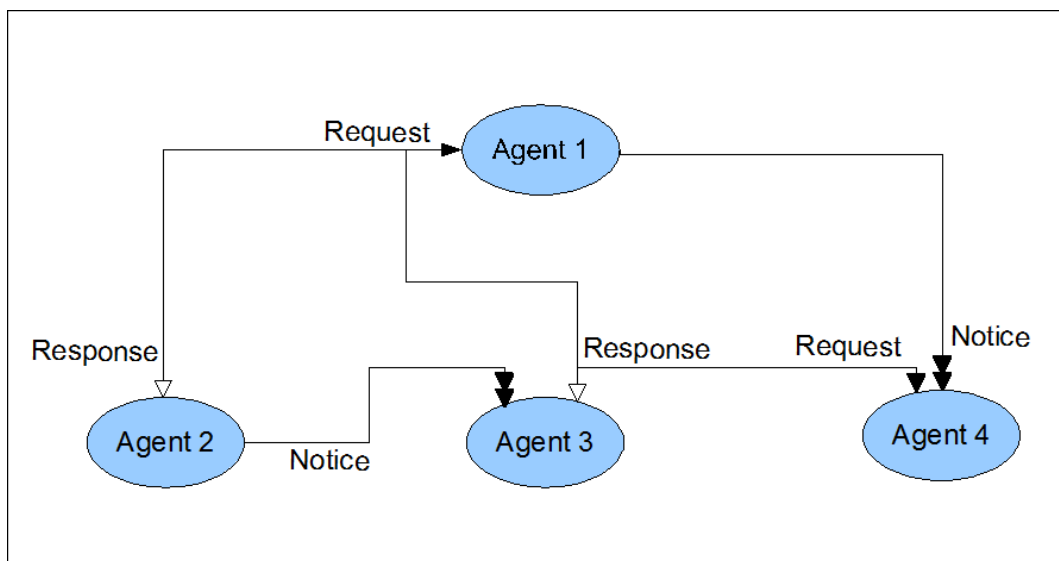 Request
Agent 1
Response
Response
Request
Notice
Agent 2
Notice
Agent 3
Agent 4